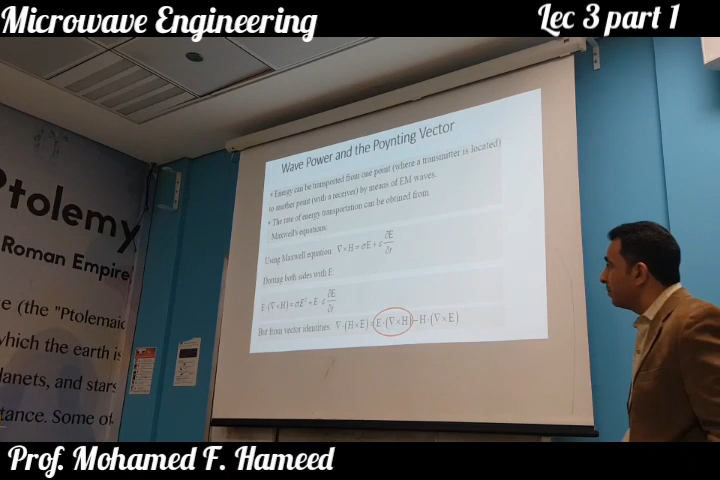 Microwave Engineering
Lec 3 part 1
Wave Power and the Poynting Vector
• Energy can be transported from one point (where a transmitter is located)
to another point (with a receiver) by means of EM waves.
• The rate of energy transportation can be obtained from
Maxwell's equations:
Using Maxwell equation ∇×H = σE + ε ∂E/∂t
Dotting both sides with E:
E·(∇×H) = σE² + E·ε ∂E/∂t
But from vector identities: ∇·(H×E) = E·(∇×H) − H·(∇×E)
Ptolemy
Roman Empire
(the "Ptolemaic
which the earth is
planets, and stars
Some of
Prof. Mohamed F. Hameed